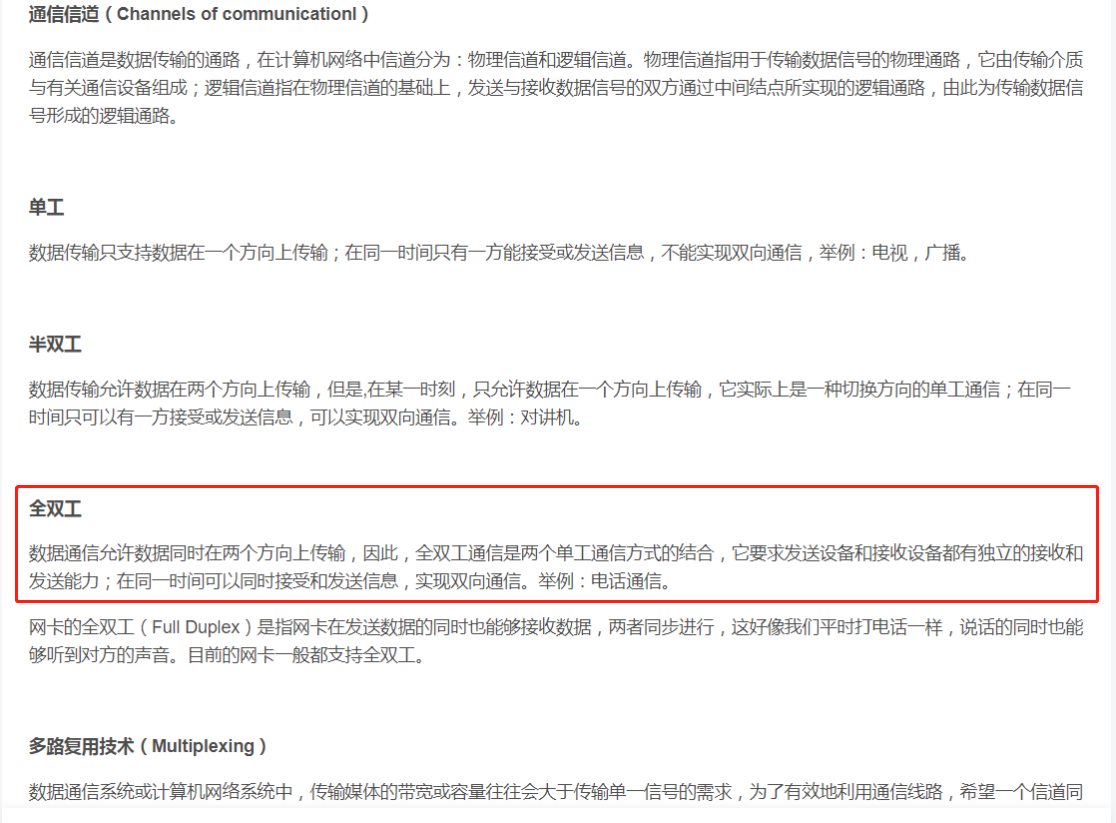 通信信道（Channels of communicationl）
通信信道是数据传输的通路，在计算机网络中信道分为：物理信道和逻辑信道。物理信道指用于传输数据信号的物理通路，它由传输介质
与有关通信设备组成；逻辑信道指在物理信道的基础上，发送与接收数据信号的双方通过中间结点所实现的逻辑通路，由此为传输数据信
号形成的逻辑通路。
单工
数据传输只支持数据在一个方向上传输；在同一时间只有一方能接受或发送信息，不能实现双向通信，举例：电视，广播。
半双工
数据传输允许数据在两个方向上传输，但是,在某一时刻，只允许数据在一个方向上传输，它实际上是一种切换方向的单工通信；在同一
时间只可以有一方接受或发送信息，可以实现双向通信。举例：对讲机。
全双工
数据通信允许数据同时在两个方向上传输，因此，全双工通信是两个单工通信方式的结合，它要求发送设备和接收设备都有独立的接收和
发送能力；在同一时间可以同时接受和发送信息，实现双向通信。举例：电话通信。
网卡的全双工（Full Duplex）是指网卡在发送数据的同时也能够接收数据，两者同步进行，这好像我们平时打电话一样，说话的同时也能
够听到对方的声音。目前的网卡一般都支持全双工。
多路复用技术（Multiplexing）
数据通信系统或计算机网络系统中，传输媒体的带宽或容量往往会大于传输单一信号的需求，为了有效地利用通信线路，希望一个信道同